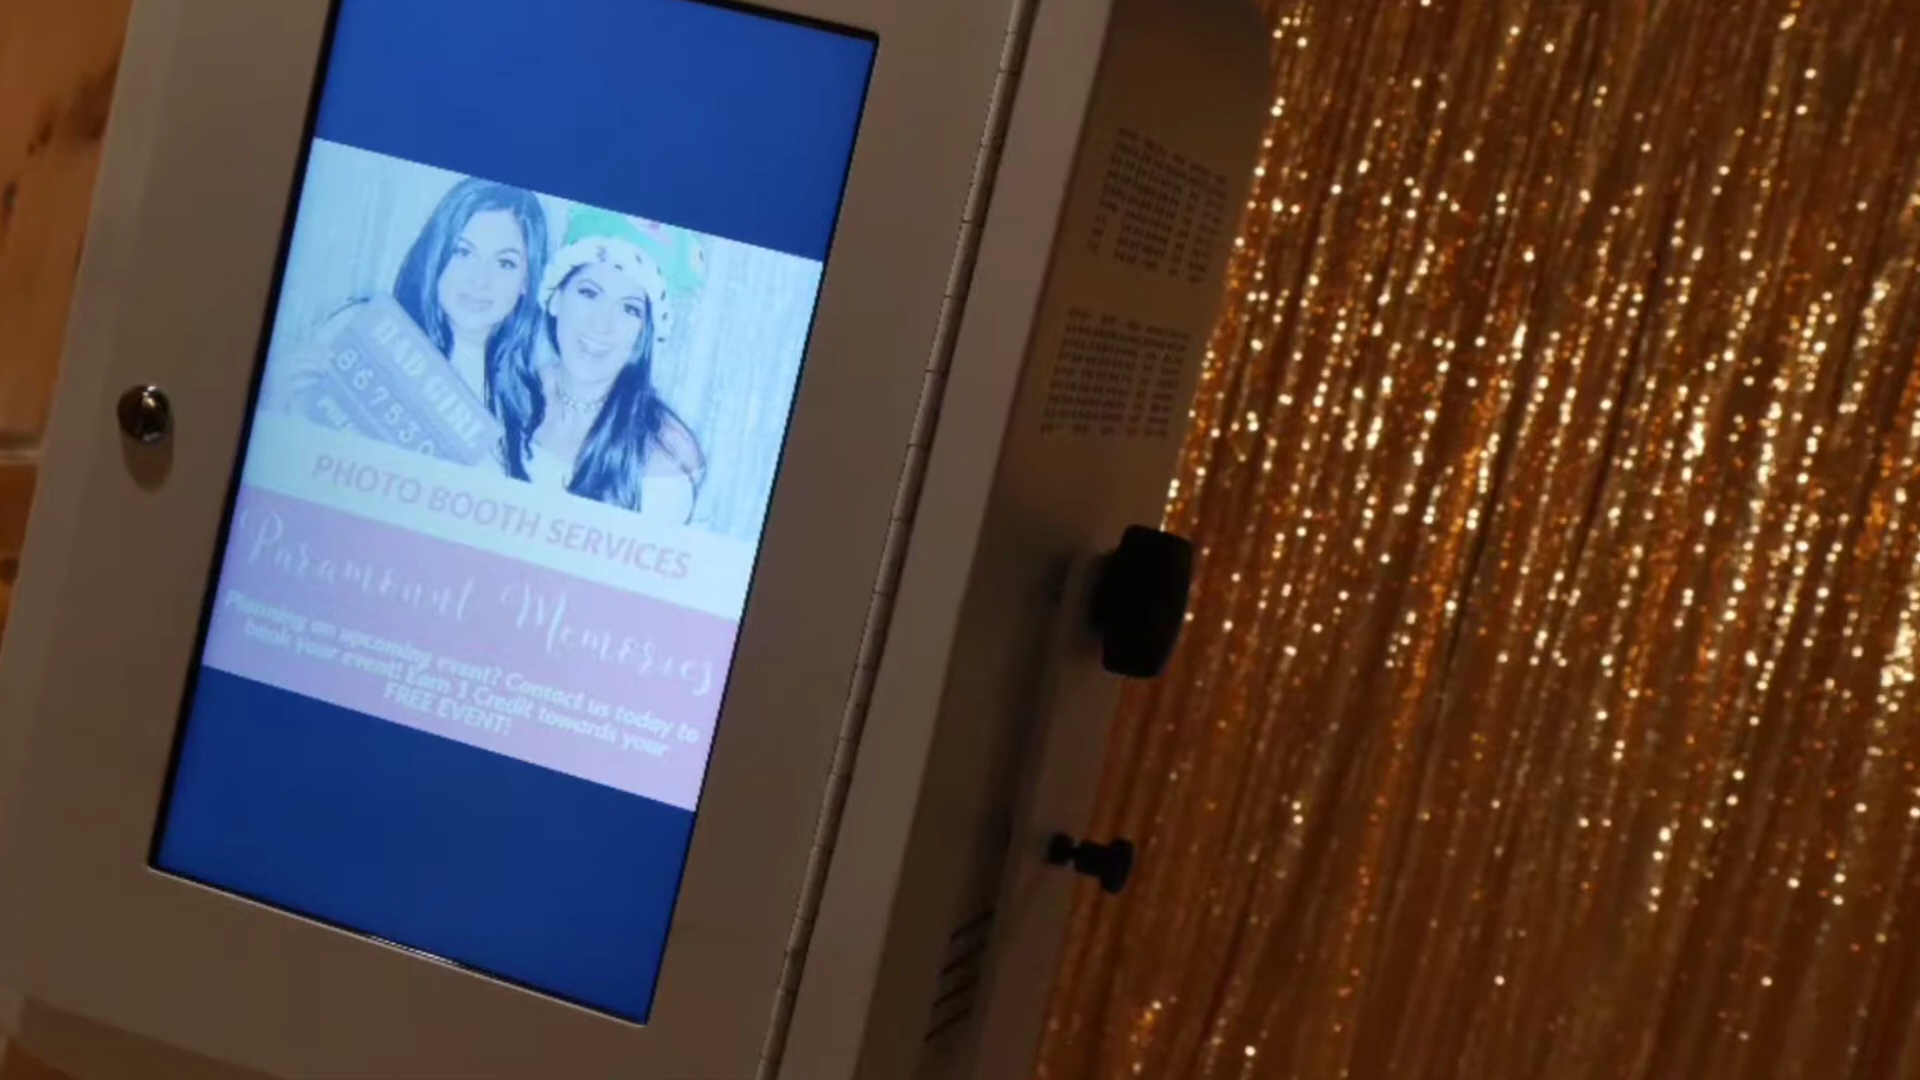 BAD GIRL
867530
PHOTO BOOTH SERVICES
Paramount Memories
Planning an upcoming event? Contact us today to
book your event! Earn 1 Credit towards your
FREE EVENT!